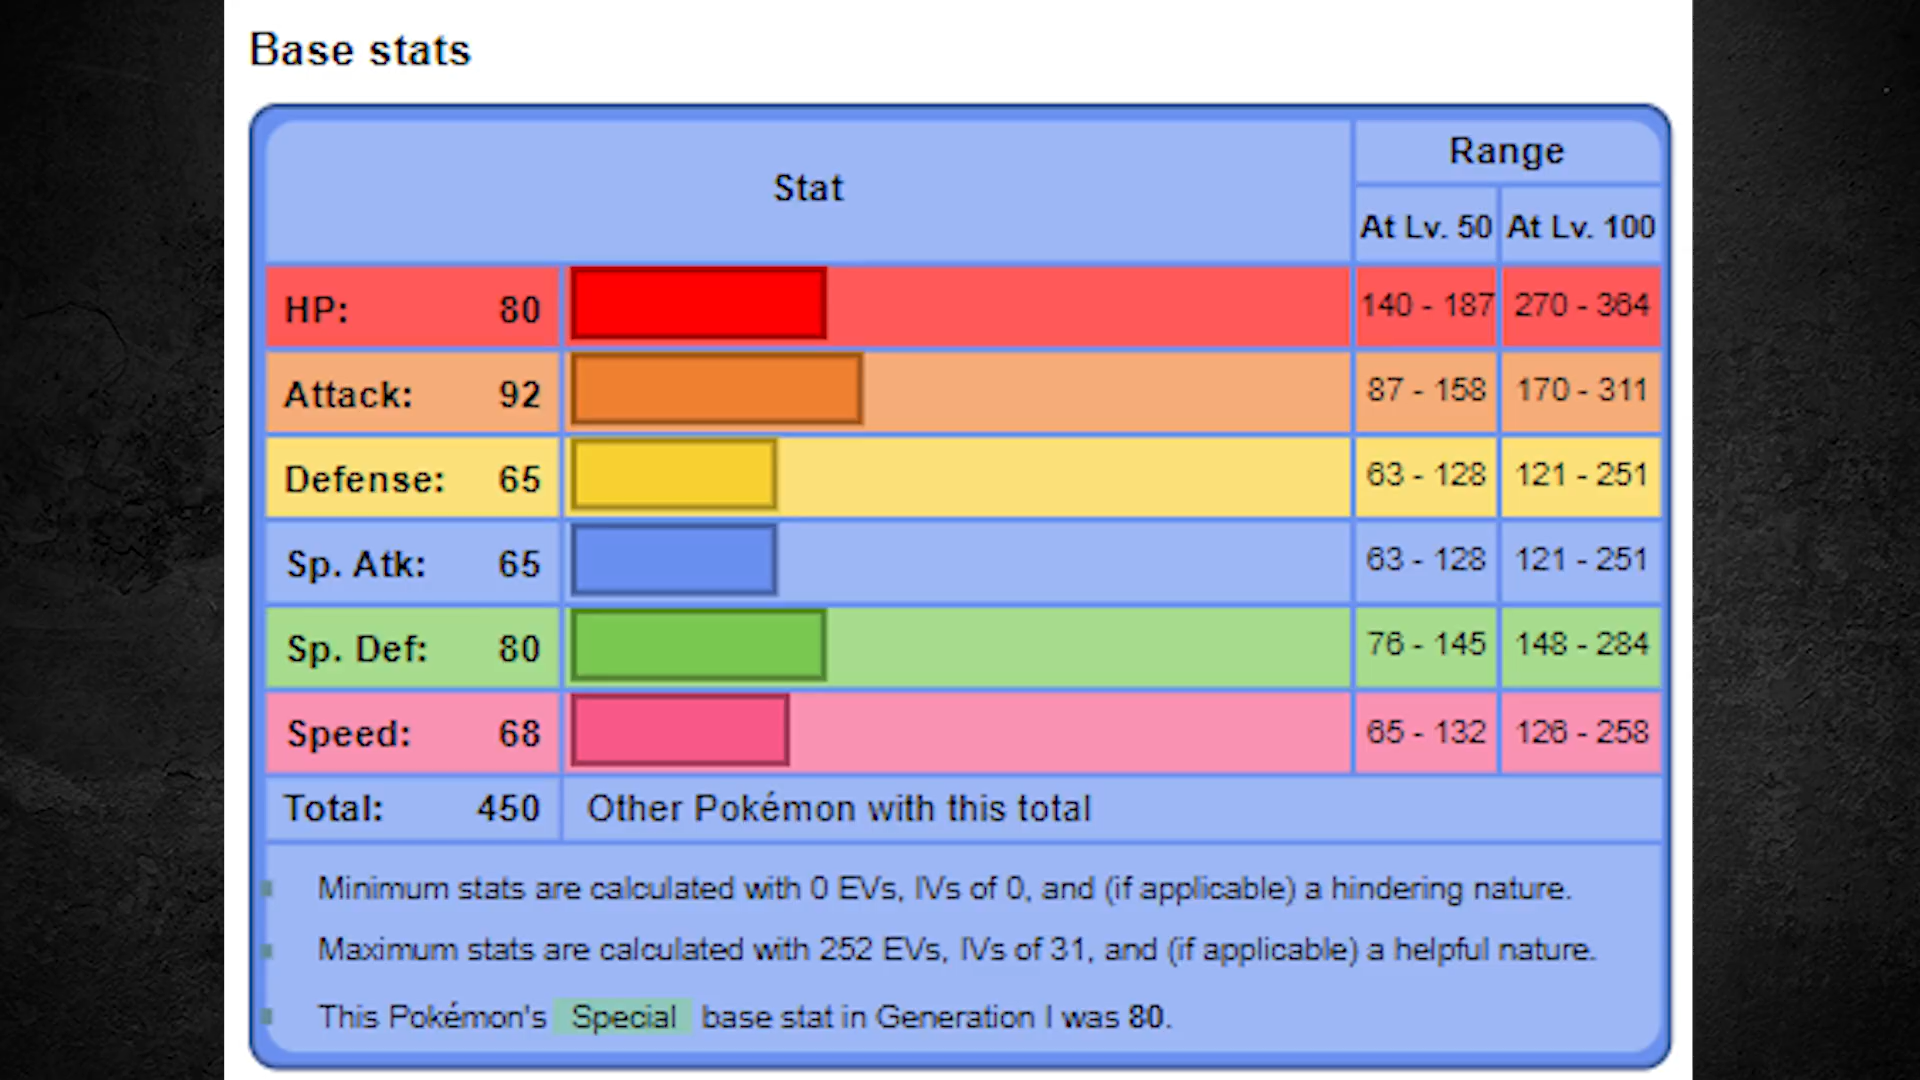 Base stats
Stat
Range
At Lv. 50 At Lv. 100
HP: 80 140 - 187 270 - 364
Attack: 92 87 - 158 170 - 311
Defense: 65 63 - 128 121 - 251
Sp. Atk: 65 63 - 128 121 - 251
Sp. Def: 80 76 - 145 148 - 284
Speed: 68 65 - 132 126 - 258
Total: 450 Other Pokémon with this total
Minimum stats are calculated with 0 EVs, IVs of 0, and (if applicable) a hindering nature.
Maximum stats are calculated with 252 EVs, IVs of 31, and (if applicable) a helpful nature.
This Pokémon's Special base stat in Generation I was 80.